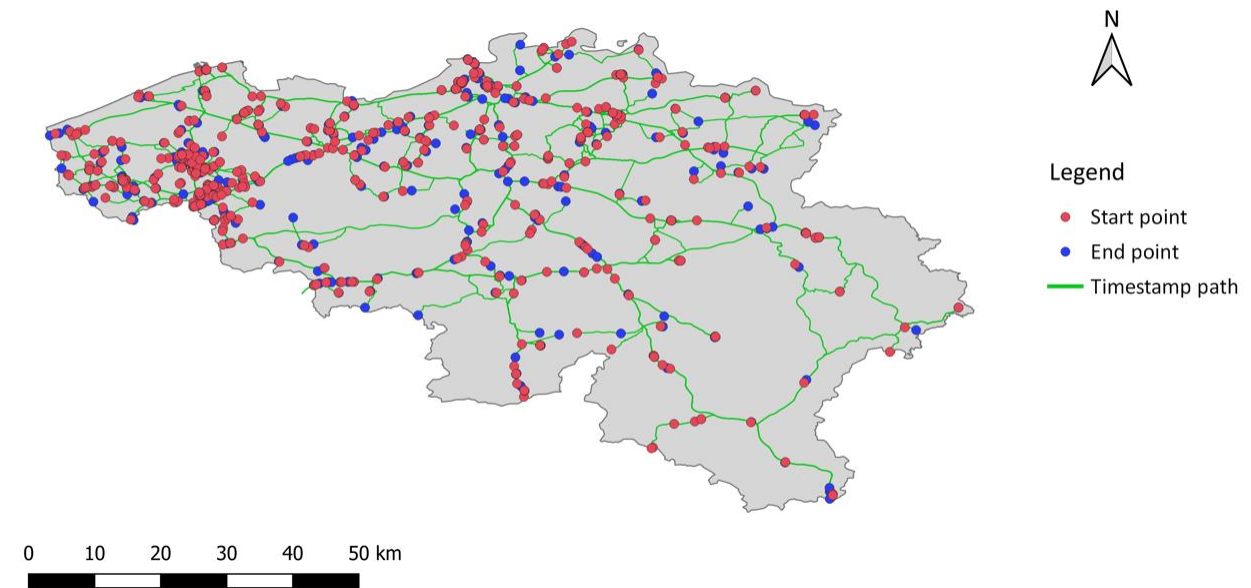 N
Legend
Start point
End point
Timestamp path
0 10 20 30 40 50 km